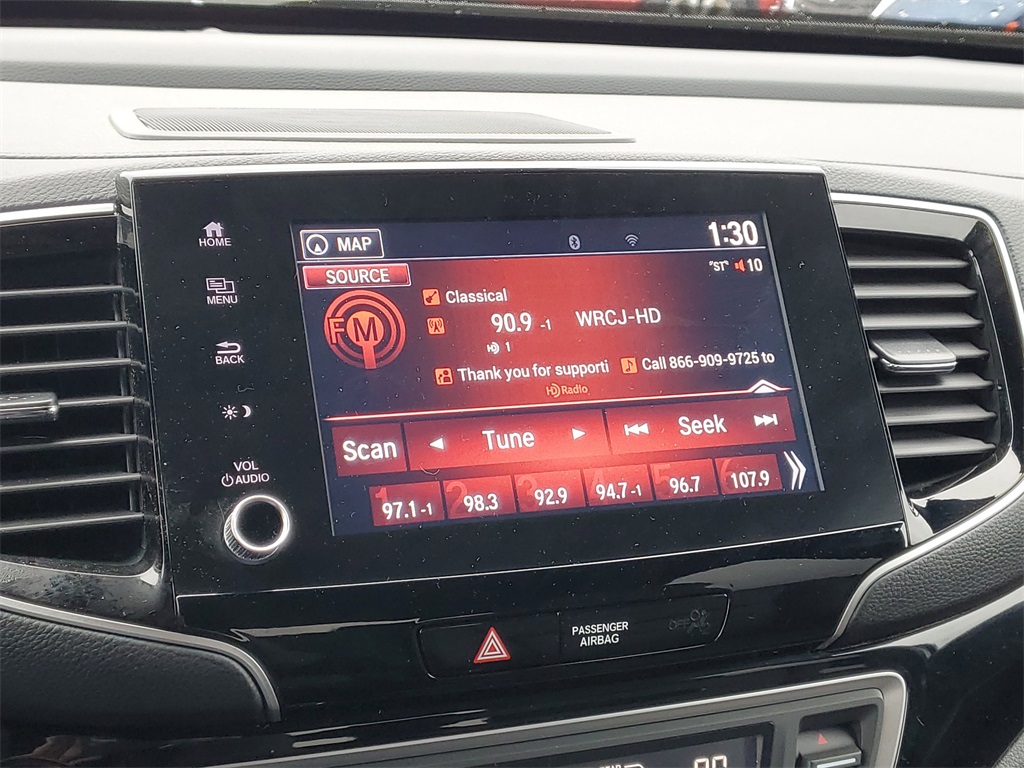 HOME
MENU
BACK
VOL
AUDIO
MAP
1:30
SOURCE
"ST" 10
FM
Classical
90.9 -1 WRCJ-HD
HD 1
Thank you for supporti Call 866-909-9725 to
HD Radio
Scan Tune Seek
1 2 3 4 5 6
97.1 -1 98.3 92.9 94.7 -1 96.7 107.9
PASSENGER
AIRBAG
OFF